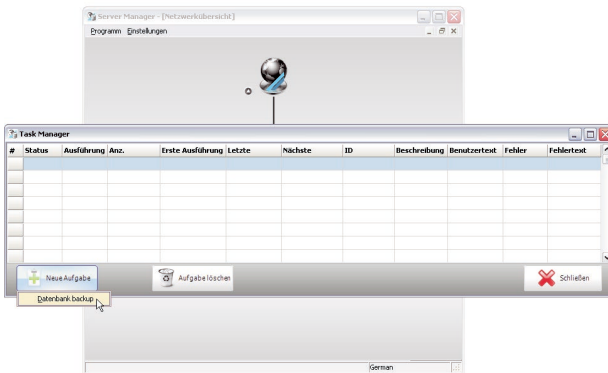 Server Manager - [Netzwerkübersicht]
Programm Einstellungen
Task Manager
# Status Ausführung Anz. Erste Ausführung Letzte Nächste ID Beschreibung Benutzertext Fehler Fehlertext
Neue Aufgabe Aufgabe löschen Schließen
Datenbank backup
German